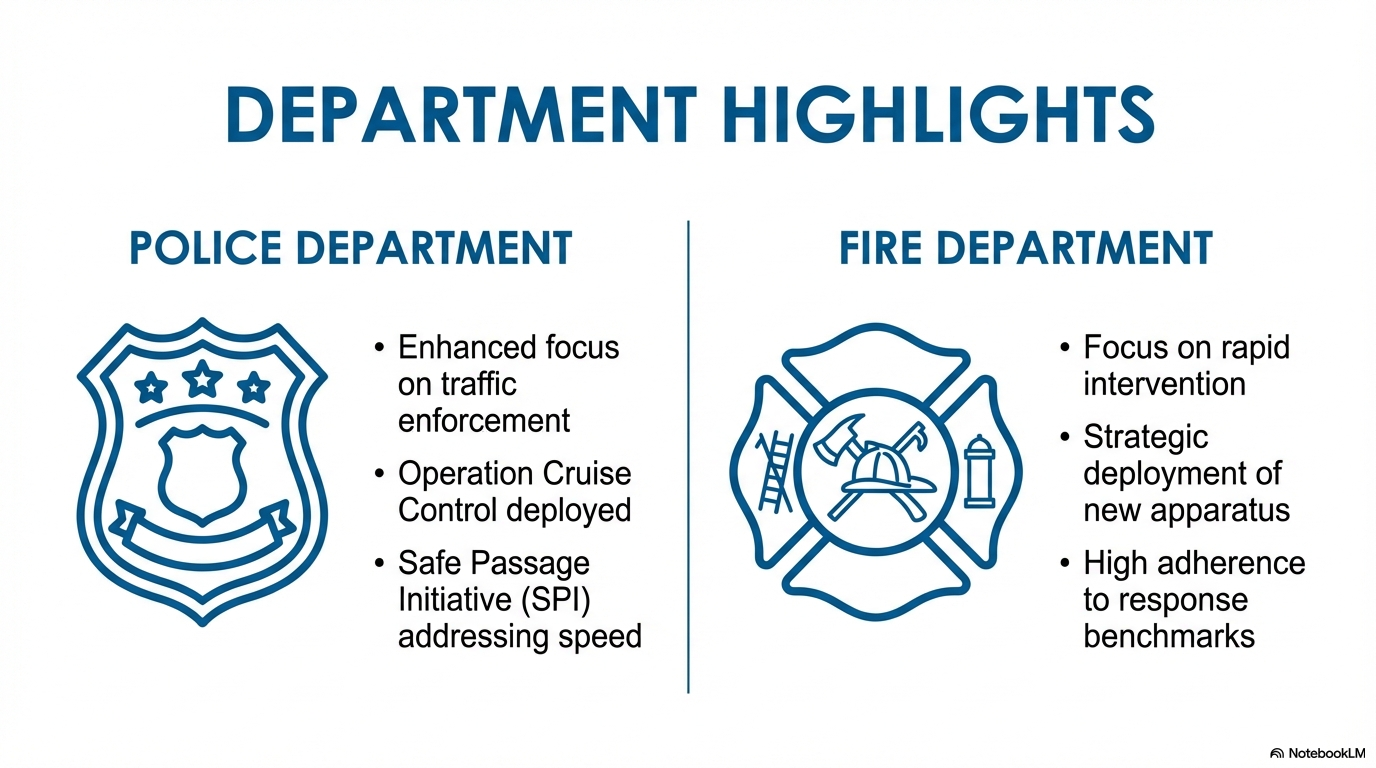 DEPARTMENT HIGHLIGHTS
POLICE DEPARTMENT
• Enhanced focus
on traffic
enforcement
• Operation Cruise
Control deployed
• Safe Passage
Initiative (SPI)
addressing speed
FIRE DEPARTMENT
• Focus on rapid
intervention
• Strategic
deployment of
new apparatus
• High adherence
to response
benchmarks
NotebookLM